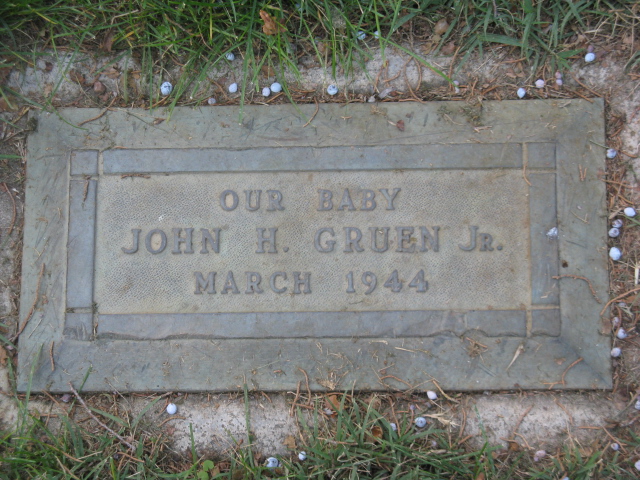 OUR BABY
JOHN H. GRUEN JR.
MARCH 1944